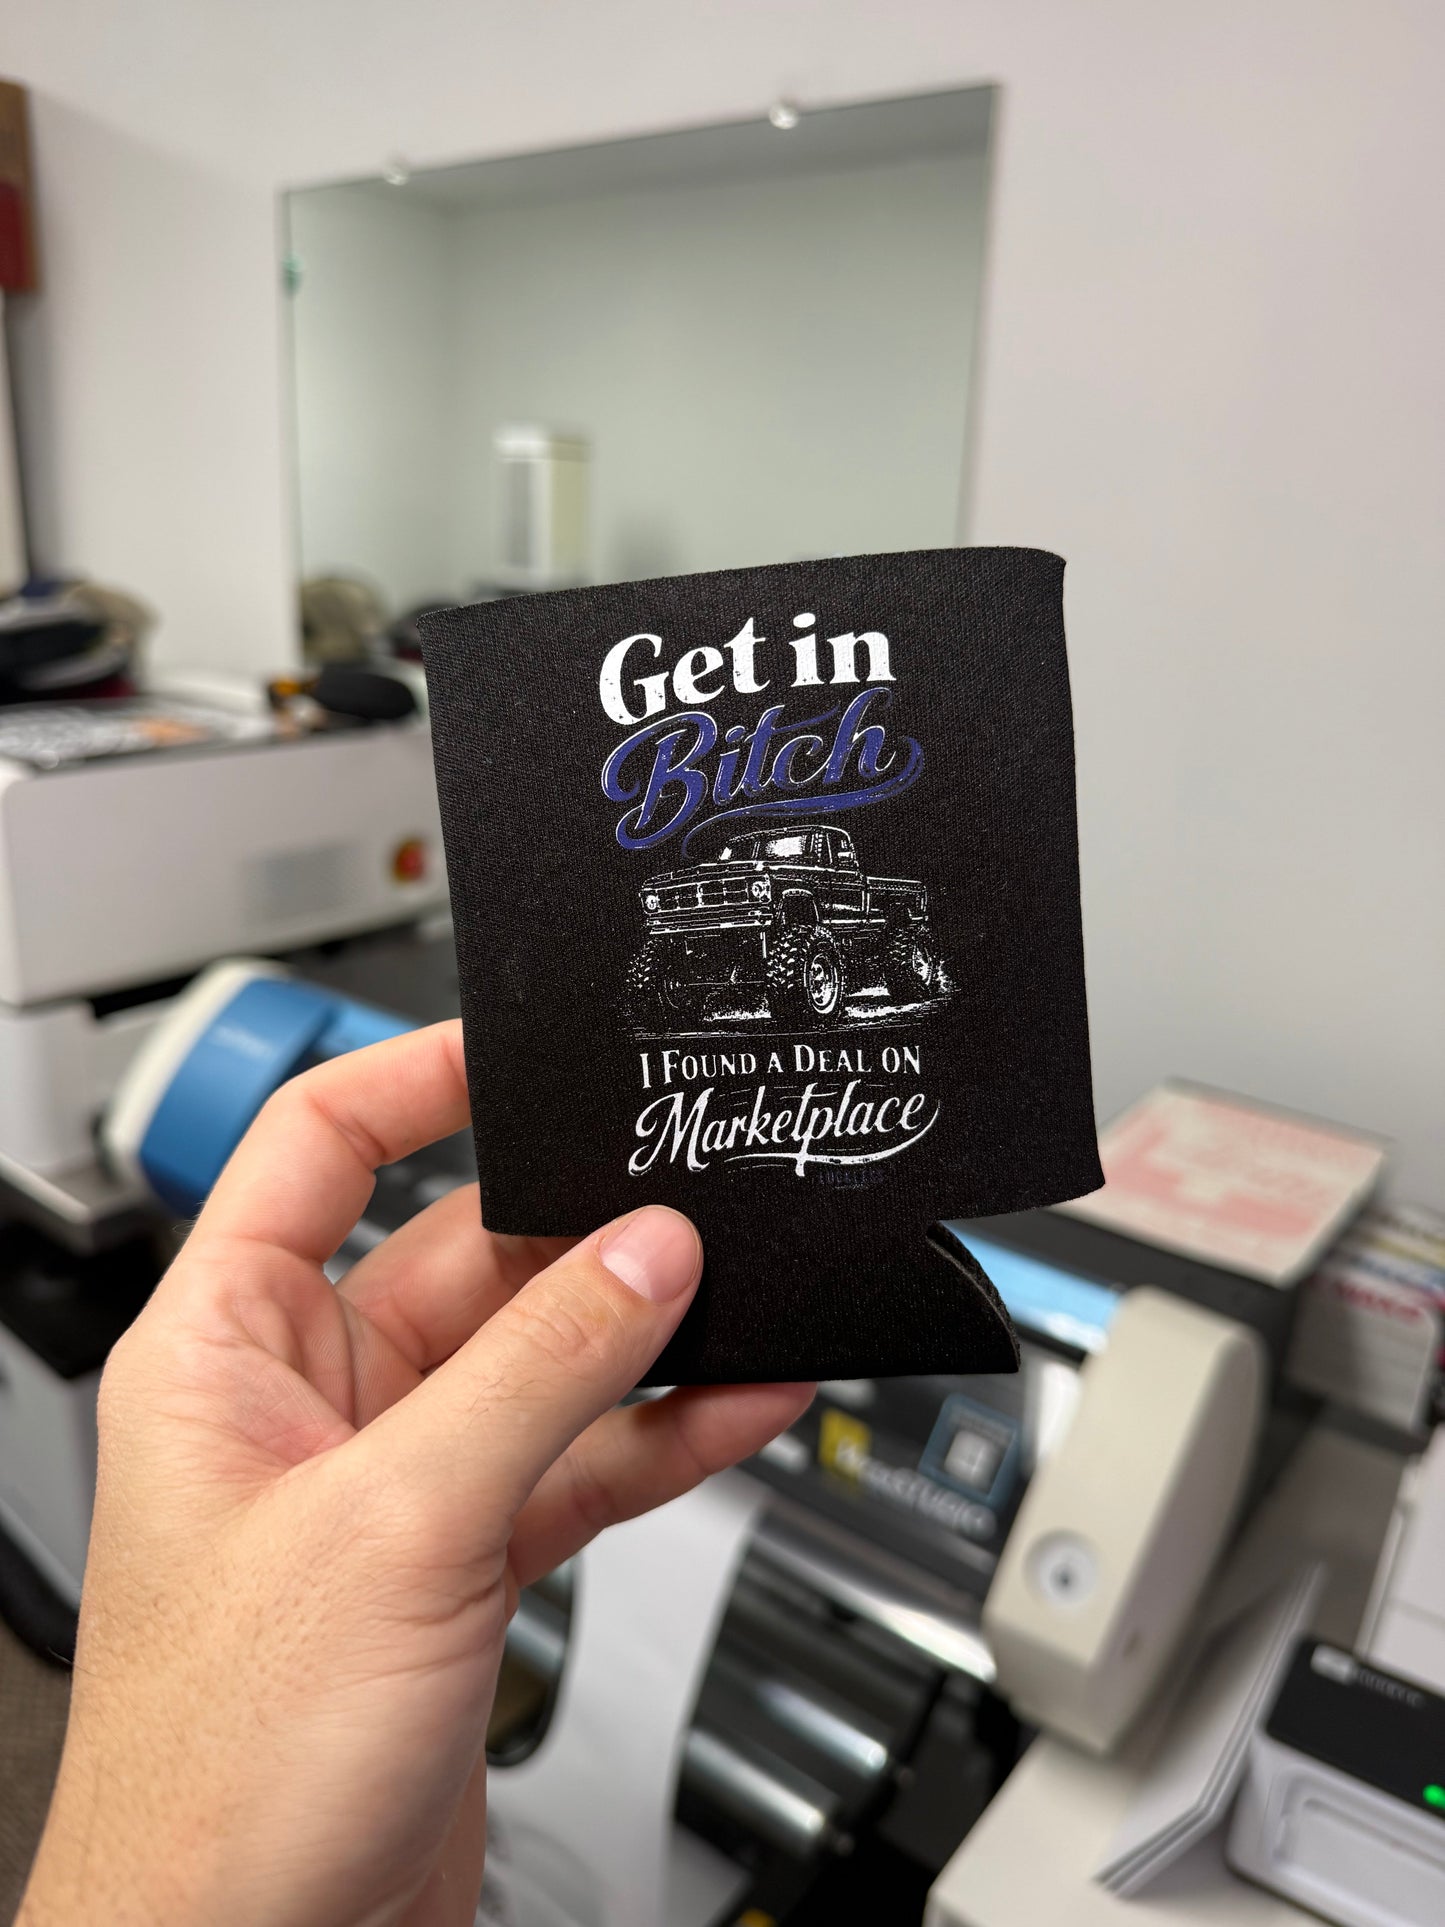 Get in
Bitch
I FOUND A DEAL ON
Marketplace